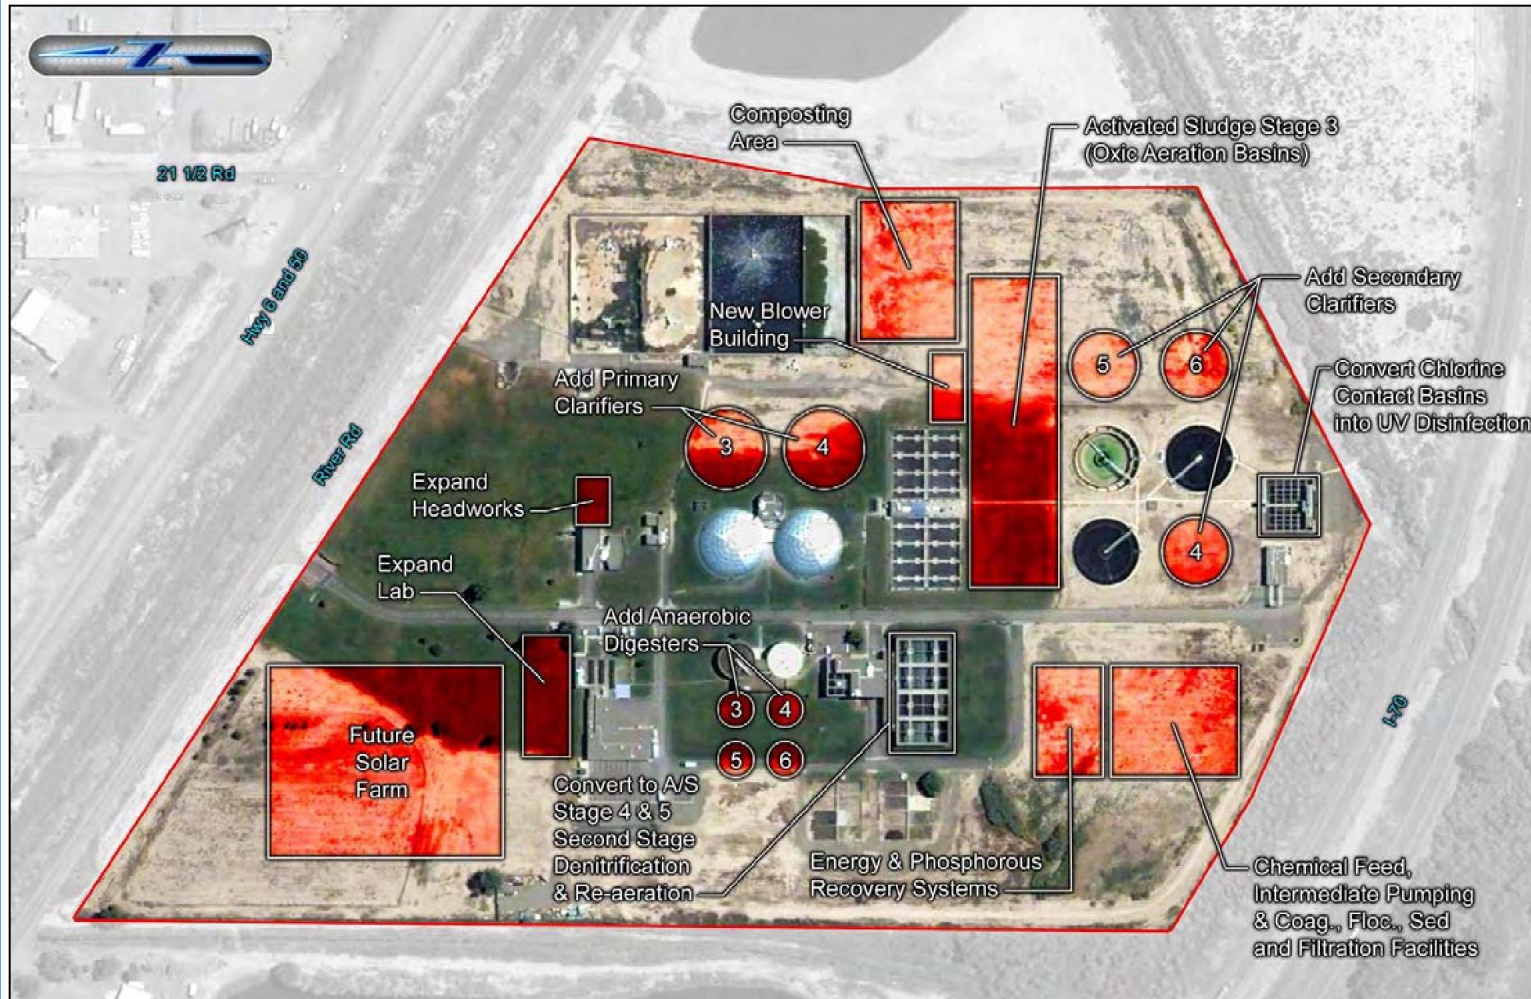 Composting
Area
Activated Sludge Stage 3
(Oxic Aeration Basins)
21 1/2 Rd
Hwy 6 and 50
Add Secondary
Clarifiers
New Blower
Building
5
6
Convert Chlorine
Contact Basins
into UV Disinfection
Add Primary
Clarifiers
3
4
River Rd
Expand
Headworks
4
Expand
Lab
Add Anaerobic
Digesters
3
4
5
6
I-70
Future
Solar
Farm
Convert to A/S
Stage 4 & 5
Second Stage
Denitrification
& Re-aeration
Energy & Phosphorous
Recovery Systems
Chemical Feed,
Intermediate Pumping
& Coag., Floc., Sed
and Filtration Facilities